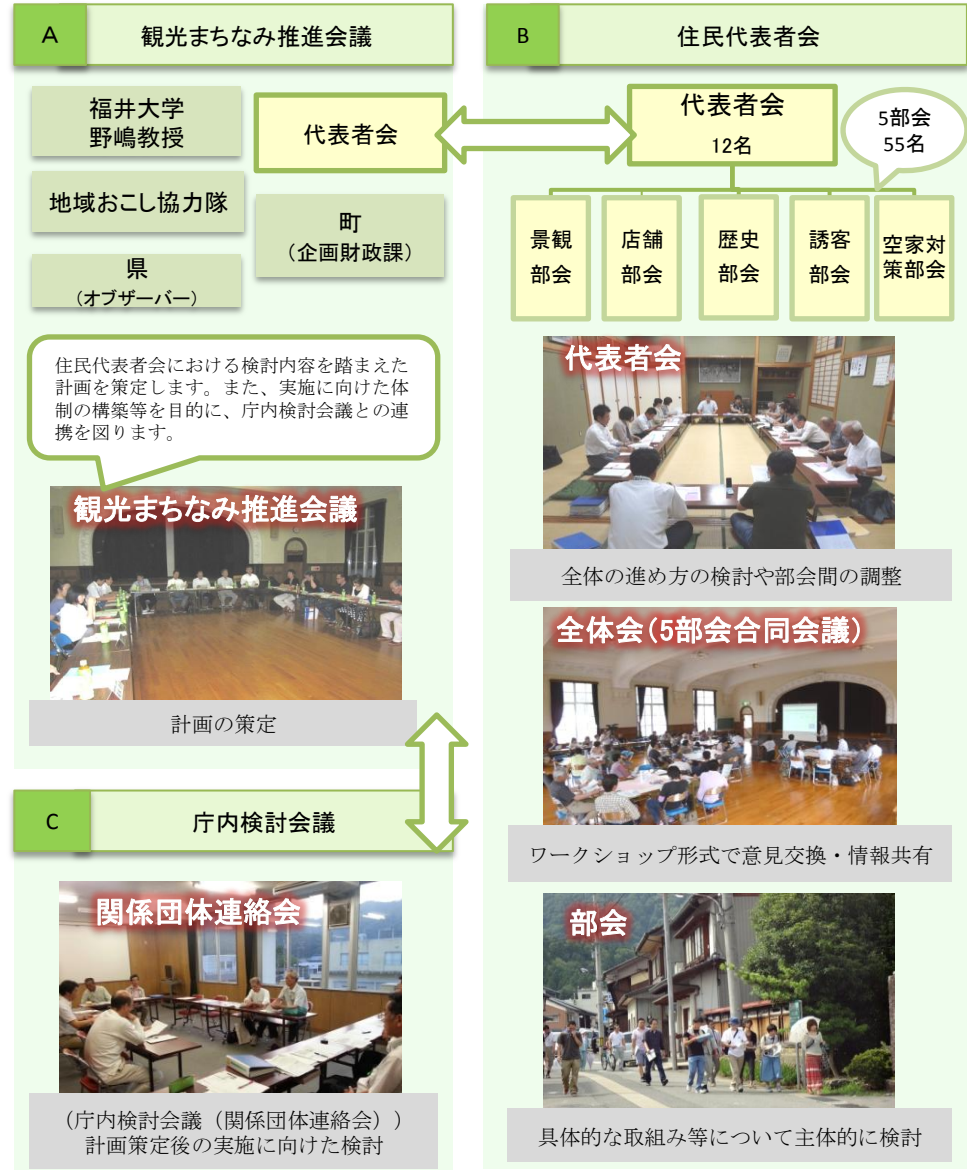 A
観光まちなみ推進会議
福井大学
野嶋教授
代表者会
地域おこし協力隊
町
(企画財政課)
県
(オブザーバー)
住民代表者会における検討内容を踏まえた
計画を策定します。また、実施に向けた体
制の構築等を目的に、庁内検討会議との連
携を図ります。
観光まちなみ推進会議
計画の策定
C
庁内検討会議
関係団体連絡会
(庁内検討会議(関係団体連絡会))
計画策定後の実施に向けた検討
B
住民代表者会
代表者会
12名
5部会
55名
景観
部会
店舗
部会
歴史
部会
誘客
部会
空家対
策部会
代表者会
全体の進め方の検討や部会間の調整
全体会(5部会合同会議)
ワークショップ形式で意見交換・情報共有
部会
具体的な取組み等について主体的に検討